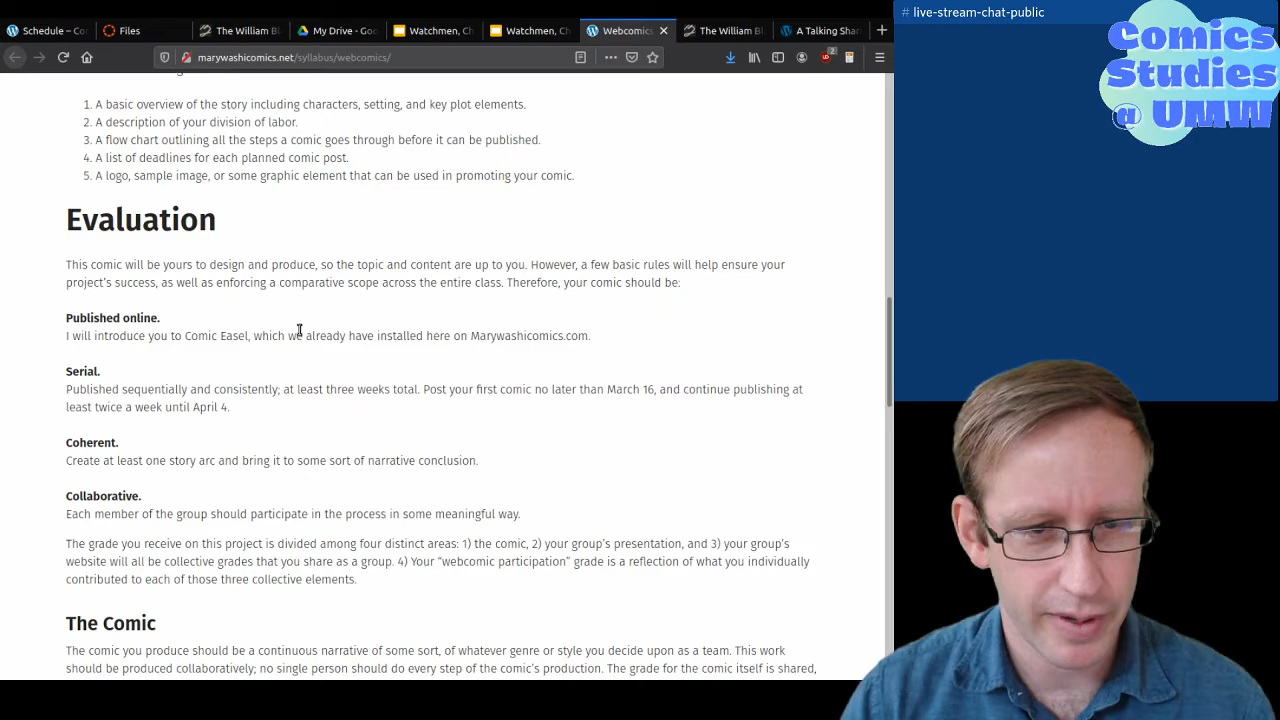 Schedule – Co
Files
The William Bl
My Drive - Goo
Watchmen, Ch
Watchmen, Ch
Webcomics
The William Bl
A Talking Shar
# live-stream-chat-public
marywashicomics.net/syllabus/webcomics/
2
Comics
Studies
@ UMW
1. A basic overview of the story including characters, setting, and key plot elements.
2. A description of your division of labor.
3. A flow chart outlining all the steps a comic goes through before it can be published.
4. A list of deadlines for each planned comic post.
5. A logo, sample image, or some graphic element that can be used in promoting your comic.
Evaluation
This comic will be yours to design and produce, so the topic and content are up to you. However, a few basic rules will help ensure your
project's success, as well as enforcing a comparative scope across the entire class. Therefore, your comic should be:
Published online.
I will introduce you to Comic Easel, which we already have installed here on Marywashicomics.com.
Serial.
Published sequentially and consistently; at least three weeks total. Post your first comic no later than March 16, and continue publishing at
least twice a week until April 4.
Coherent.
Create at least one story arc and bring it to some sort of narrative conclusion.
Collaborative.
Each member of the group should participate in the process in some meaningful way.
The grade you receive on this project is divided among four distinct areas: 1) the comic, 2) your group's presentation, and 3) your group's
website will all be collective grades that you share as a group. 4) Your “webcomic participation” grade is a reflection of what you individually
contributed to each of those three collective elements.
The Comic
The comic you produce should be a continuous narrative of some sort, of whatever genre or style you decide upon as a team. This work
should be produced collaboratively; no single person should do every step of the comic's production. The grade for the comic itself is shared,